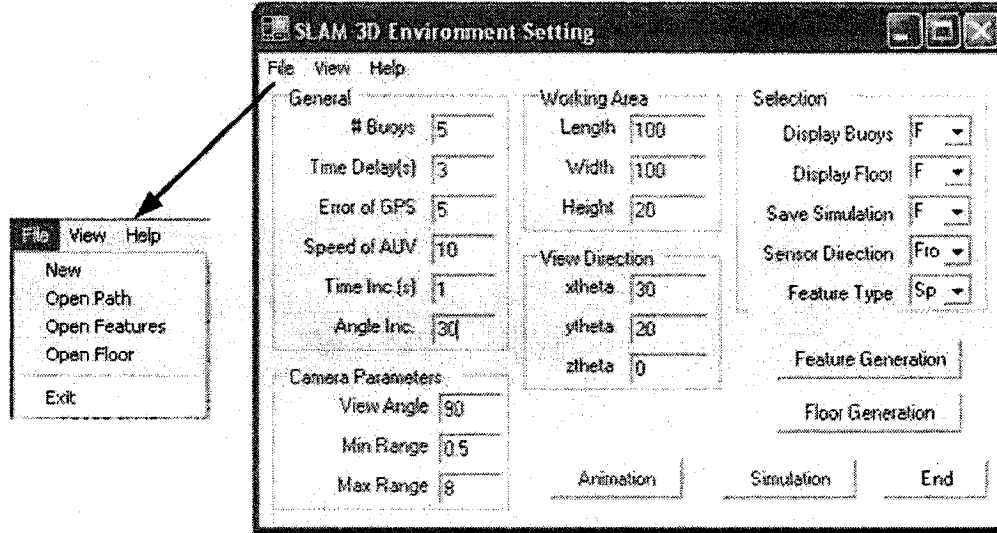 SLAM 3D Environment Setting
File View Help
General
# Buoys 5
Time Delay(s) 3
Error of GPS 5
Speed of AUV 10
Time Inc.(s) 1
Angle Inc. 30
Camera Parameters
View Angle 90
Min Range 0.5
Max Range 8
Working Area
Length 100
Width 100
Height 20
View Direction
xtheta 30
ytheta 20
ztheta 0
Selection
Display Buoys F
Display Floor F
Save Simulation F
Sensor Direction Fro
Feature Type Sp
Feature Generation
Floor Generation
Animation
Simulation
End
File View Help
New
Open Path
Open Features
Open Floor
Exit